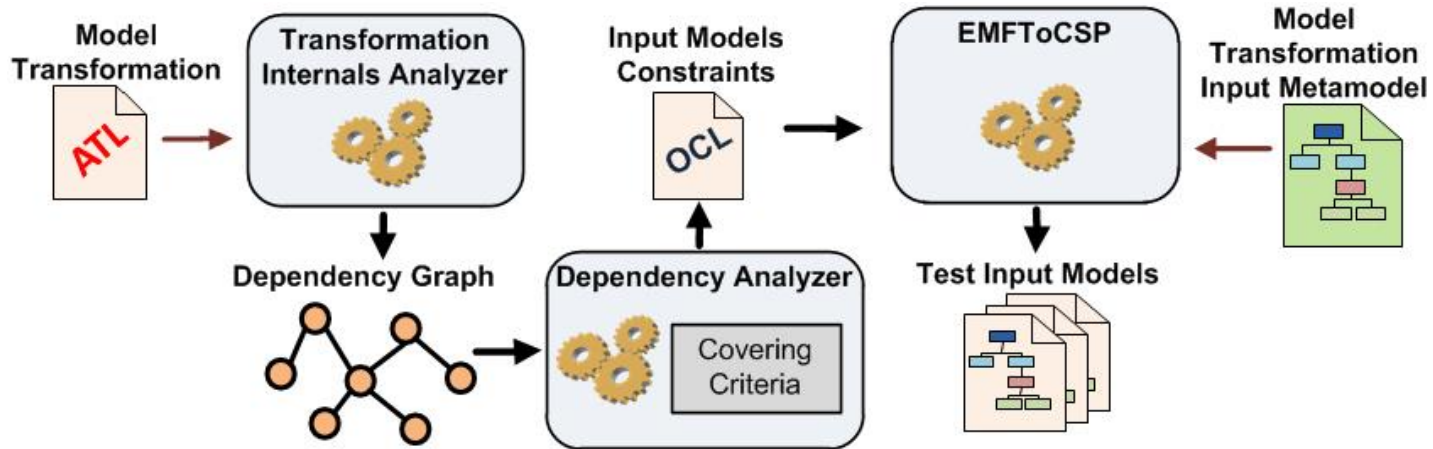 Model
Transformation
ATL
Transformation
Internals Analyzer
Input Models
Constraints
OCL
EMFToCSP
Model
Transformation
Input Metamodel
Dependency Graph
Dependency Analyzer
Covering
Criteria
Test Input Models